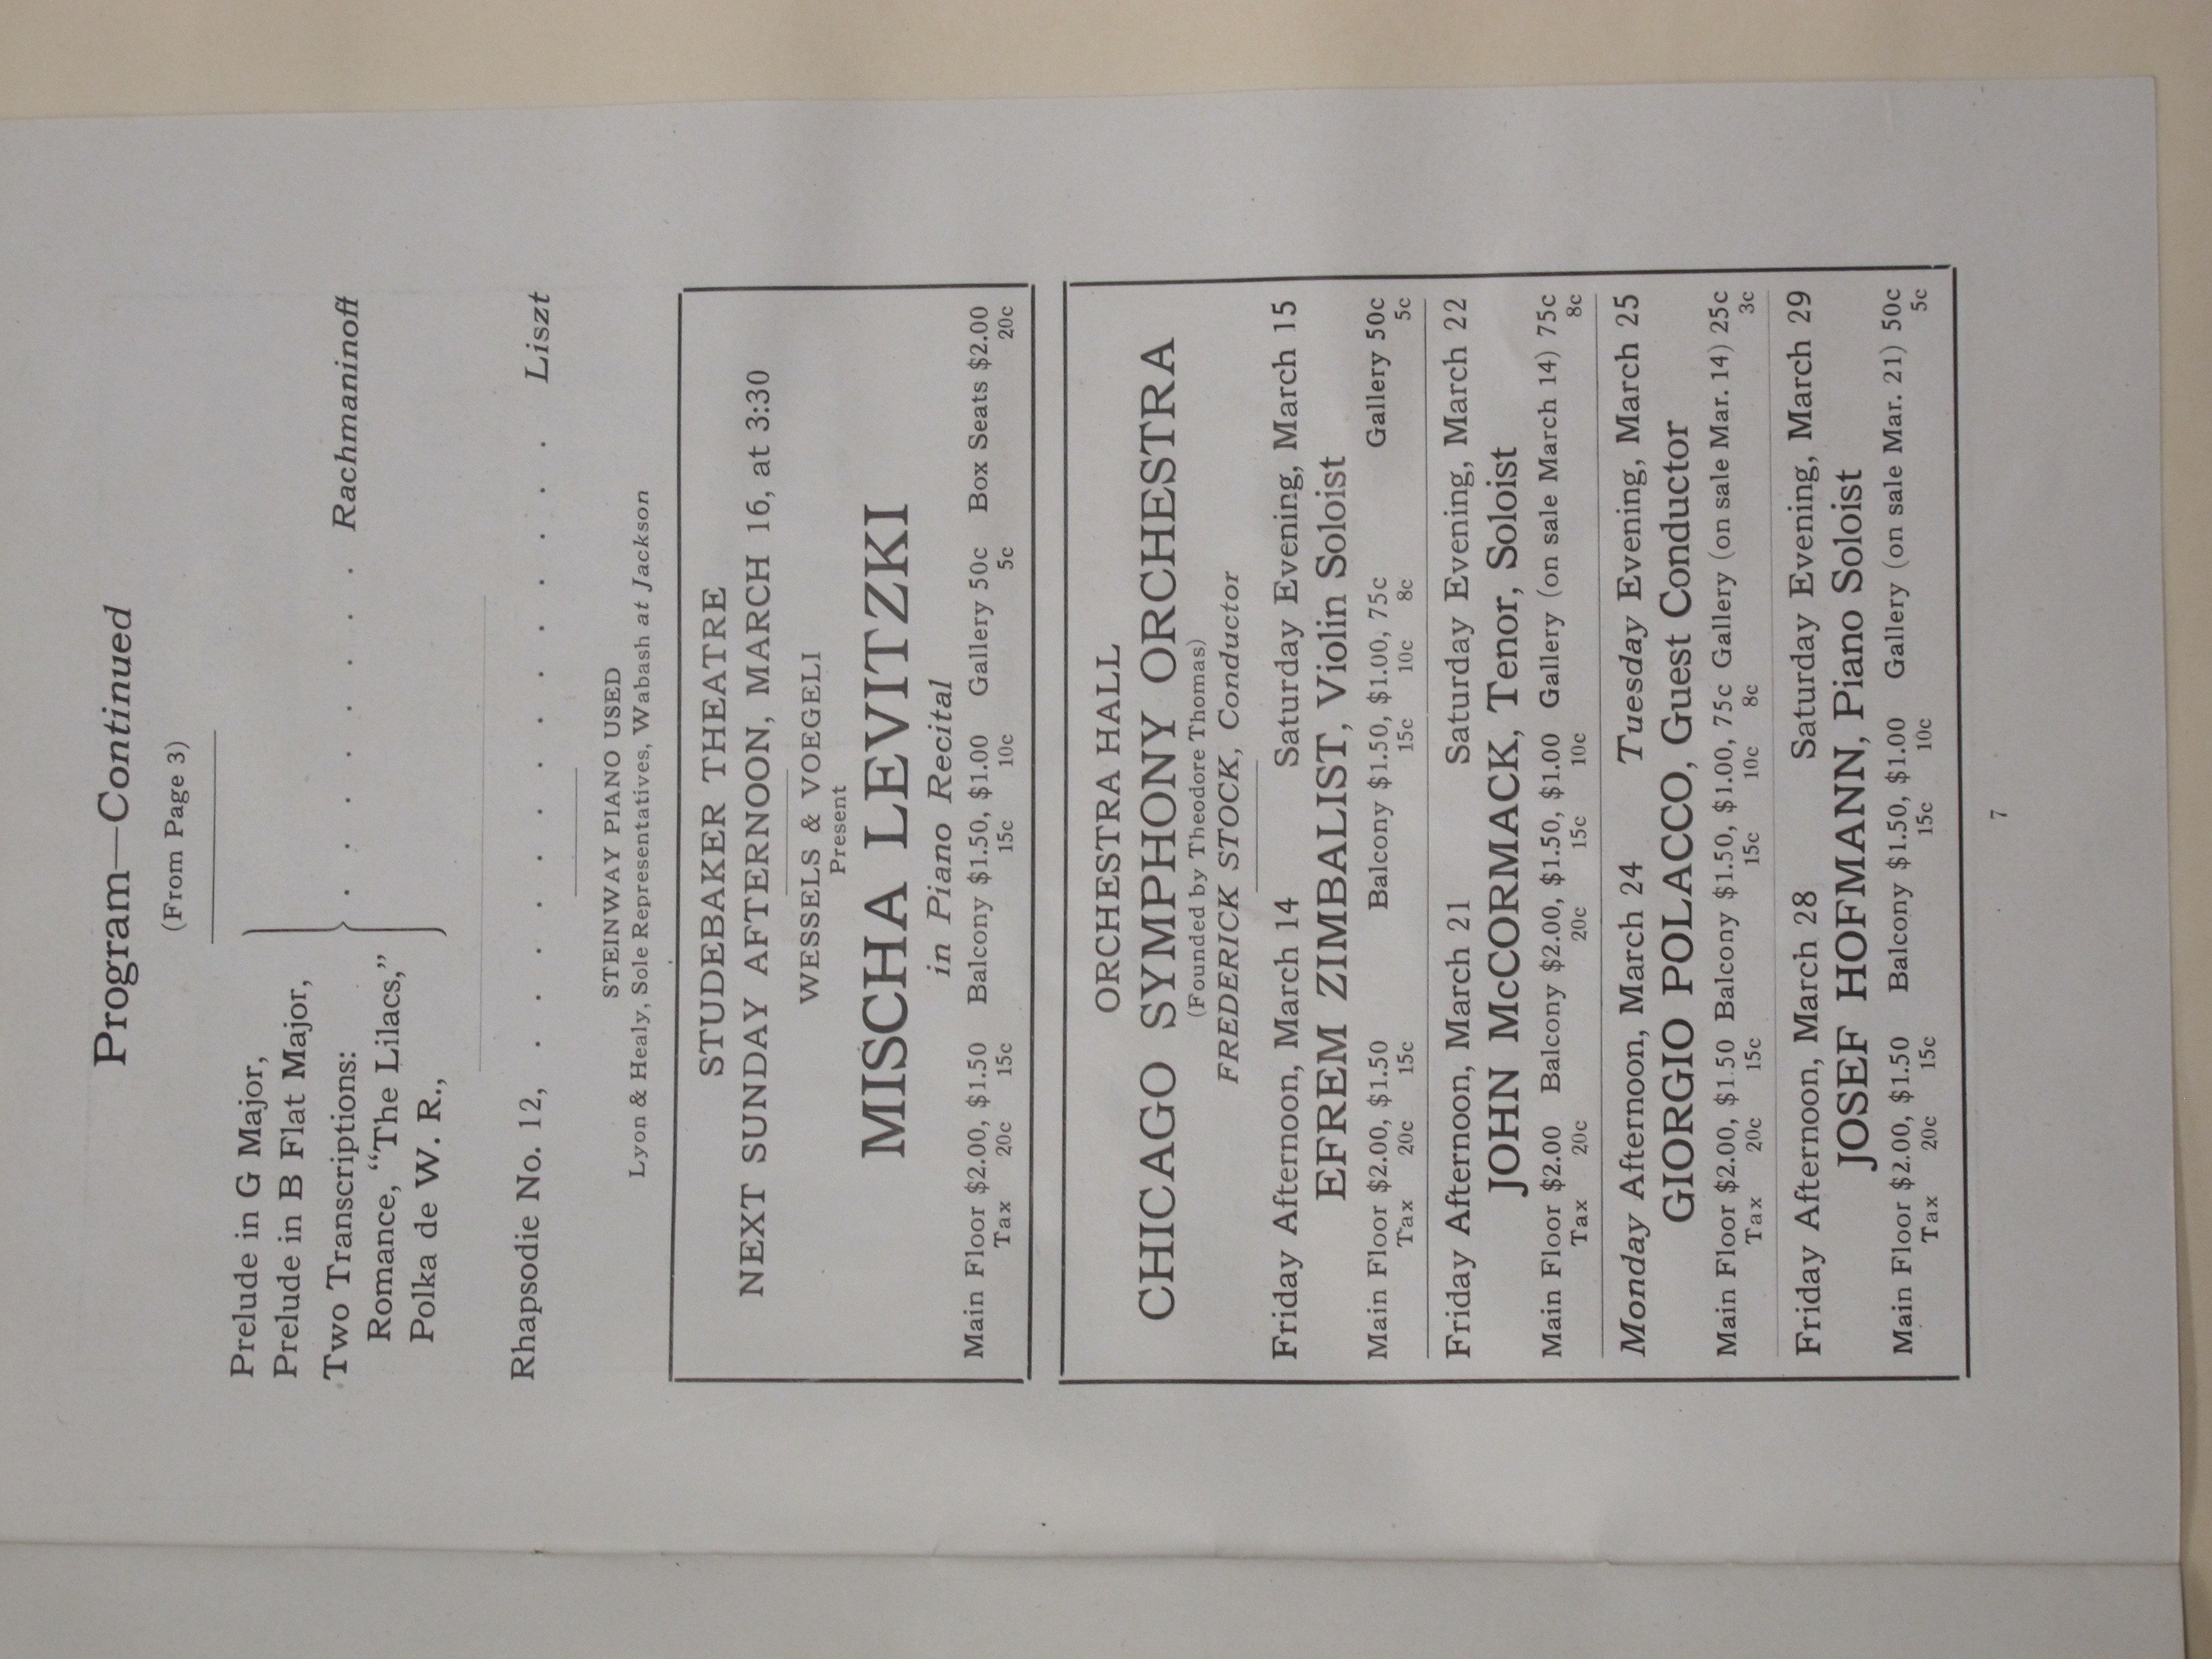 Program—Continued
(From Page 3)
Prelude in G Major,
Prelude in B Flat Major,
Two Transcriptions: . . . . . . Rachmaninoff
Romance, “The Lilacs,”
Polka de W. R.,
Rhapsodie No. 12, . . . . . . . . . . Liszt
STEINWAY PIANO USED
Lyon & Healy, Sole Representatives, Wabash at Jackson
STUDEBAKER THEATRE
NEXT SUNDAY AFTERNOON, MARCH 16, at 3:30
WESSELS & VOEGELI
Present
MISCHA LEVITZKI
in Piano Recital
Main Floor $2.00, $1.50 Balcony $1.50, $1.00 Gallery 50c Box Seats $2.00
Tax 20c 15c 15c 10c 5c 20c
ORCHESTRA HALL
CHICAGO SYMPHONY ORCHESTRA
(Founded by Theodore Thomas)
FREDERICK STOCK, Conductor
Friday Afternoon, March 14 Saturday Evening, March 15
EFREM ZIMBALIST, Violin Soloist
Main Floor $2.00, $1.50 Balcony $1.50, $1.00, 75c Gallery 50c
Tax 20c 15c 15c 10c 8c 5c
Friday Afternoon, March 21 Saturday Evening, March 22
JOHN McCORMACK, Tenor, Soloist
Main Floor $2.00 Balcony $2.00, $1.50, $1.00 Gallery (on sale March 14) 75c
Tax 20c 20c 15c 10c 8c
Monday Afternoon, March 24 Tuesday Evening, March 25
GIORGIO POLACCO, Guest Conductor
Main Floor $2.00, $1.50 Balcony $1.50, $1.00, 75c Gallery (on sale Mar. 14) 25c
Tax 20c 15c 15c 10c 8c 3c
Friday Afternoon, March 28 Saturday Evening, March 29
JOSEF HOFMANN, Piano Soloist
Main Floor $2.00, $1.50 Balcony $1.50, $1.00 Gallery (on sale Mar. 21) 50c
Tax 20c 15c 15c 10c 5c
7